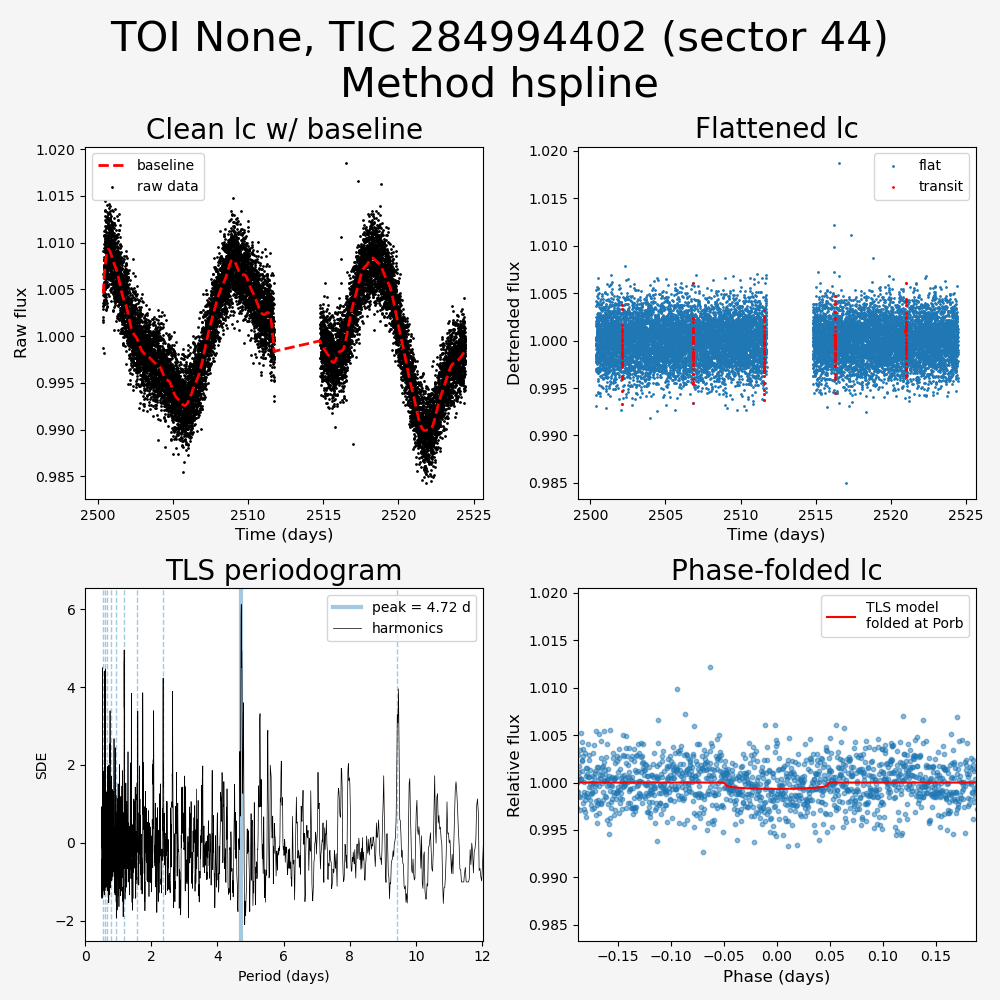 TOI None, TIC 284994402 (sector 44)
Method hspline
Clean lc w/ baseline
Flattened lc
1.020
1.015
1.010
1.005
1.000
0.995
0.990
0.985
Raw flux
baseline
raw data
2500
2505
2510
2515
2520
2525
Time (days)
1.020
1.015
1.010
1.005
1.000
0.995
0.990
0.985
Detrended flux
flat
transit
2500
2505
2510
2515
2520
2525
Time (days)
TLS periodogram
Phase-folded lc
6
4
2
0
−2
SDE
peak = 4.72 d
harmonics
0
2
4
6
8
10
12
Period (days)
1.020
1.015
1.010
1.005
1.000
0.995
0.990
0.985
Relative flux
TLS model
folded at Porb
−0.15
−0.10
−0.05
0.00
0.05
0.10
0.15
Phase (days)